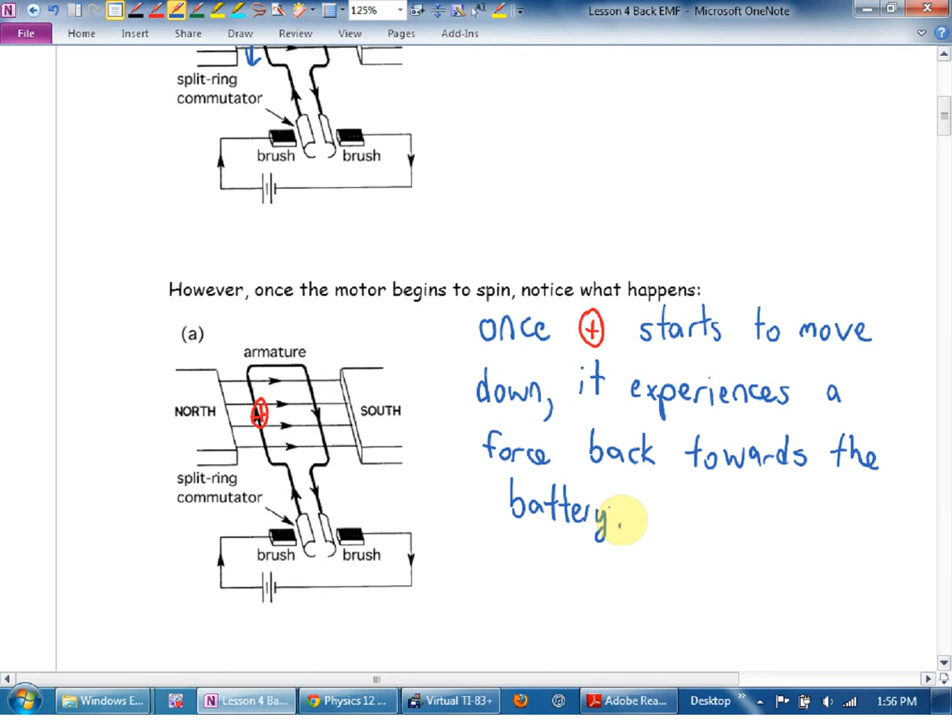 Lesson 4 Back EMF - Microsoft OneNote
125%
File Home Insert Share Draw Review View Pages Add-Ins
split-ring
commutator
brush brush
However, once the motor begins to spin, notice what happens:
(a)
armature
NORTH SOUTH
split-ring
commutator
brush brush
once + starts to move
down, it experiences a
force back towards the
battery.
Windows E... Lesson 4 Ba... Physics 12 ... Virtual TI-83+ Adobe Rea... Desktop 1:56 PM